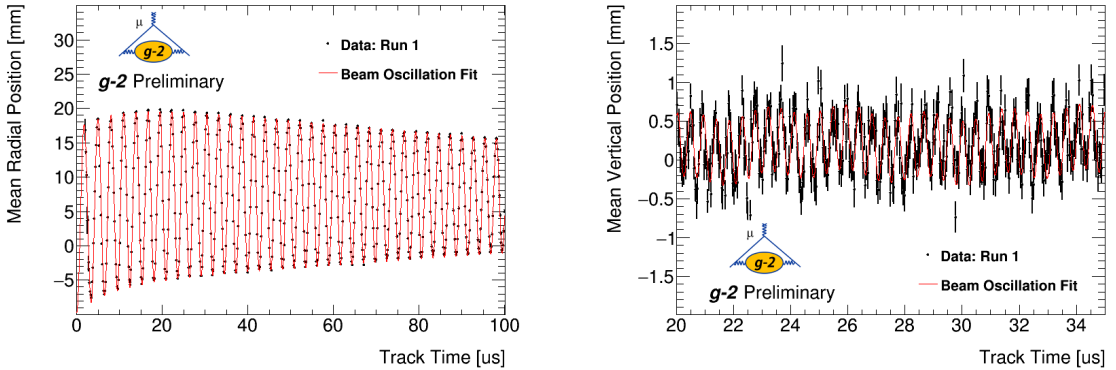 Mean Radial Position [mm]
30
25
20
15
10
5
0
−5
μ
g-2
g-2 Preliminary
Data: Run 1
Beam Oscillation Fit
0 20 40 60 80 100
Track Time [us]
Mean Vertical Position [mm]
1.5
1
0.5
0
−0.5
−1
−1.5
μ
g-2
g-2 Preliminary
Data: Run 1
Beam Oscillation Fit
20 22 24 26 28 30 32 34
Track Time [us]